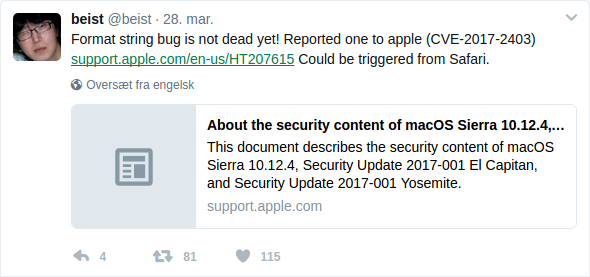 beist @beist · 28. mar.
Format string bug is not dead yet! Reported one to apple (CVE-2017-2403)
support.apple.com/en-us/HT207615 Could be triggered from Safari.
Oversæt fra engelsk
About the security content of macOS Sierra 10.12.4,...
This document describes the security content of macOS
Sierra 10.12.4, Security Update 2017-001 El Capitan,
and Security Update 2017-001 Yosemite.
support.apple.com
4 81 115